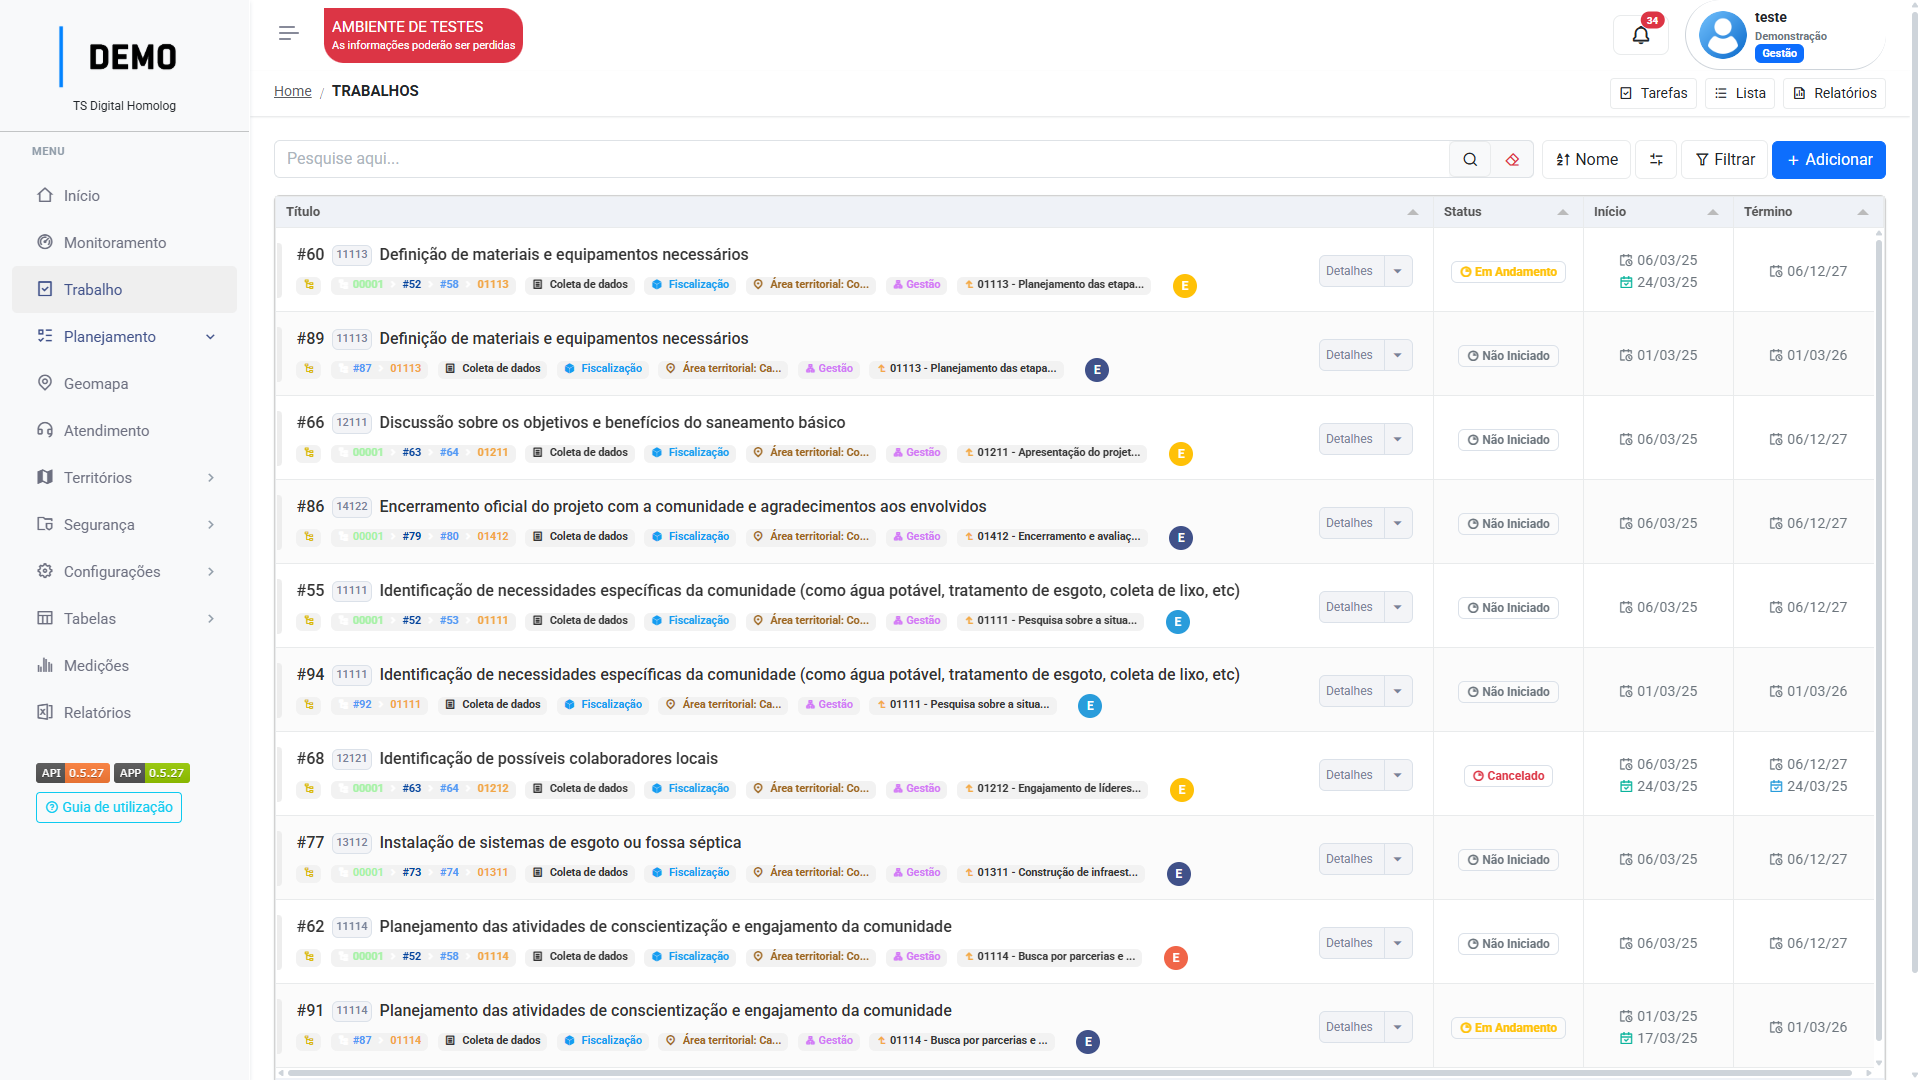 DEMO
TS Digital Homolog
MENU
Início
Monitoramento
Trabalho
Planejamento
Geomapa
Atendimento
Territórios
Segurança
Configurações
Tabelas
Medições
Relatórios
API 0.5.27 APP 0.5.27
Guia de utilização
AMBIENTE DE TESTES
As informações poderão ser perdidas
34
teste
Demonstração
Gestão
Home / TRABALHOS
Tarefas Lista Relatórios
Pesquise aqui...
Nome Filtrar + Adicionar
Título Status Início Término
#60 11113 Definição de materiais e equipamentos necessários
00001 #52 #58 01113 Coleta de dados Fiscalização Área territorial: Co... Gestão 01113 - Planejamento das etapa... E
Detalhes Em Andamento 06/03/25 24/03/25 06/12/27
#89 11113 Definição de materiais e equipamentos necessários
#87 01113 Coleta de dados Fiscalização Área territorial: Ca... Gestão 01113 - Planejamento das etapa... E
Detalhes Não Iniciado 01/03/25 01/03/26
#66 12111 Discussão sobre os objetivos e benefícios do saneamento básico
00001 #63 #64 01211 Coleta de dados Fiscalização Área territorial: Co... Gestão 01211 - Apresentação do projet... E
Detalhes Não Iniciado 06/03/25 06/12/27
#86 14122 Encerramento oficial do projeto com a comunidade e agradecimentos aos envolvidos
00001 #79 #80 01412 Coleta de dados Fiscalização Área territorial: Co... Gestão 01412 - Encerramento e avaliaç... E
Detalhes Não Iniciado 06/03/25 06/12/27
#55 11111 Identificação de necessidades específicas da comunidade (como água potável, tratamento de esgoto, coleta de lixo, etc)
00001 #52 #53 01111 Coleta de dados Fiscalização Área territorial: Co... Gestão 01111 - Pesquisa sobre a situa... E
Detalhes Não Iniciado 06/03/25 06/12/27
#94 11111 Identificação de necessidades específicas da comunidade (como água potável, tratamento de esgoto, coleta de lixo, etc)
#92 01111 Coleta de dados Fiscalização Área territorial: Ca... Gestão 01111 - Pesquisa sobre a situa... E
Detalhes Não Iniciado 01/03/25 01/03/26
#68 12121 Identificação de possíveis colaboradores locais
00001 #63 #64 01212 Coleta de dados Fiscalização Área territorial: Co... Gestão 01212 - Engajamento de líderes... E
Detalhes Cancelado 06/03/25 24/03/25 06/12/27 24/03/25
#77 13112 Instalação de sistemas de esgoto ou fossa séptica
00001 #73 #74 01311 Coleta de dados Fiscalização Área territorial: Co... Gestão 01311 - Construção de infraest... E
Detalhes Não Iniciado 06/03/25 06/12/27
#62 11114 Planejamento das atividades de conscientização e engajamento da comunidade
00001 #52 #58 01114 Coleta de dados Fiscalização Área territorial: Co... Gestão 01114 - Busca por parcerias e ... E
Detalhes Não Iniciado 06/03/25 06/12/27
#91 11114 Planejamento das atividades de conscientização e engajamento da comunidade
#87 01114 Coleta de dados Fiscalização Área territorial: Ca... Gestão 01114 - Busca por parcerias e ... E
Detalhes Em Andamento 01/03/25 17/03/25 01/03/26